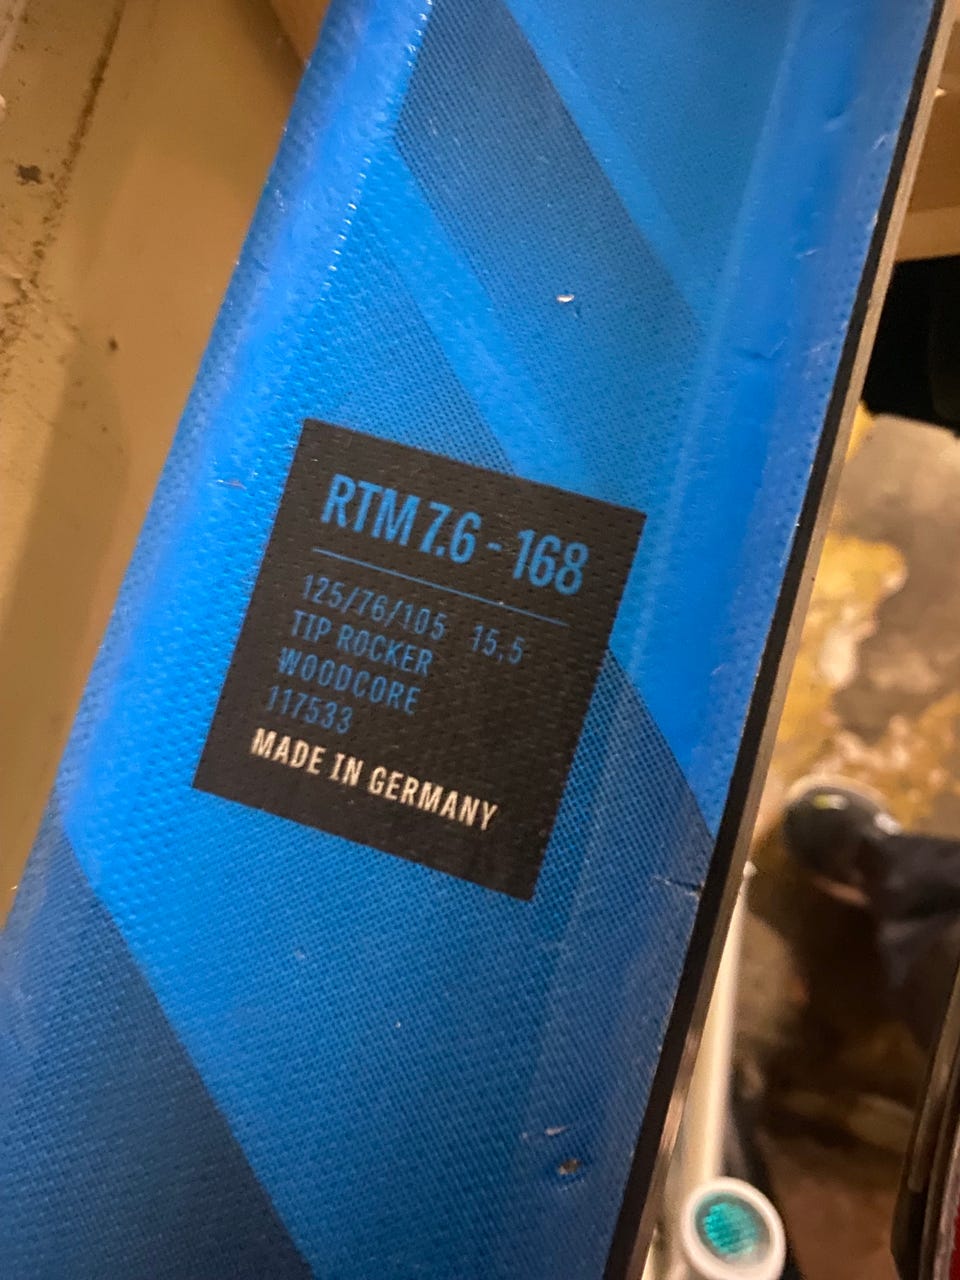 RTM 7.6 - 168
125/76/105 15,5
TIP ROCKER
WOODCORE
117533
MADE IN GERMANY